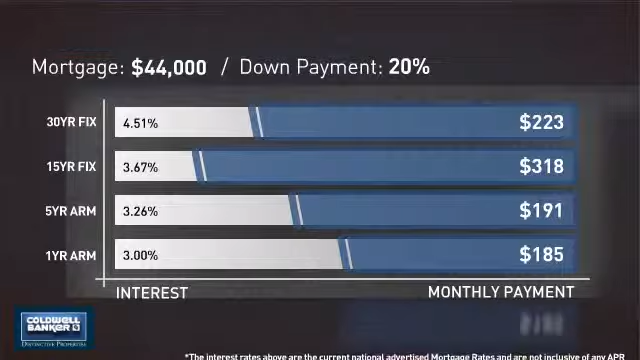 Mortgage: $44,000 / Down Payment: 20%
30YR FIX 4.51% $223
15YR FIX 3.67% $318
5YR ARM 3.26% $191
1YR ARM 3.00% $185
INTEREST MONTHLY PAYMENT
COLDWELL
BANKER
DISTINCTIVE PROPERTIES
*The interest rates above are the current national advertised Mortgage Rates and are not inclusive of any APR